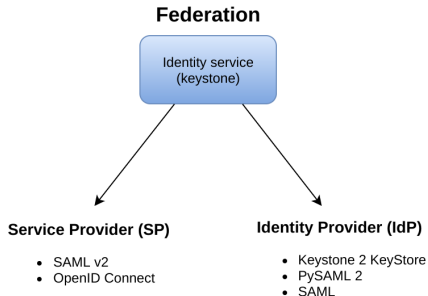 Federation
Identity service
(keystone)
Service Provider (SP)
• SAML v2
• OpenID Connect
Identity Provider (IdP)
• Keystone 2 KeyStore
• PySAML 2
• SAML